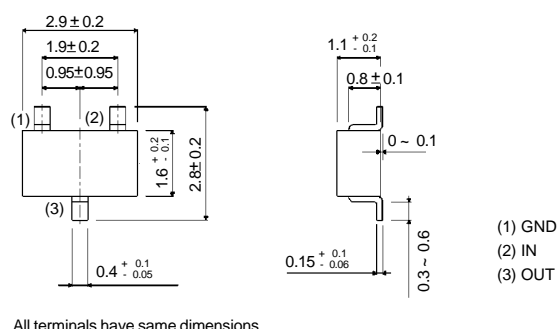 2.9± 0.2
1.9± 0.2
0.95±0.95
(1)
(2)
(3)
1.6 + 0.2 - 0.1
2.8± 0.2
0.4 + 0.1 - 0.05
1.1 + 0.2 - 0.1
0.8 ± 0.1
0 ~ 0.1
0.15 + 0.1 - 0.06
0.3 ~ 0.6
(1) GND
(2) IN
(3) OUT
All terminals have same dimensions